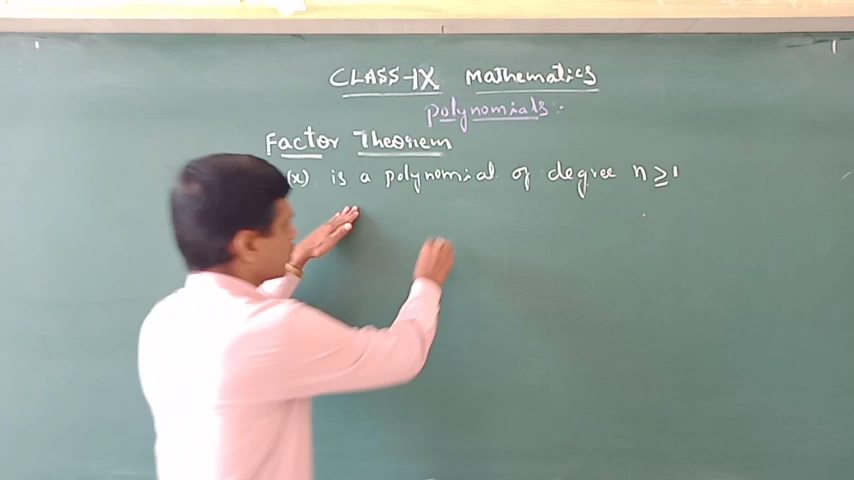 CLASS-IX Mathematics
Polynomials:
Factor Theorem
(x) is a polynomial of degree n ≥ 1